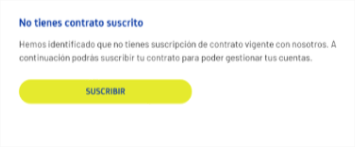 No tienes contrato suscrito
Hemos identificado que no tienes suscripción de contrato vigente con nosotros. A
continuación podrás suscribir tu contrato para poder gestionar tus cuentas.
SUSCRIBIR